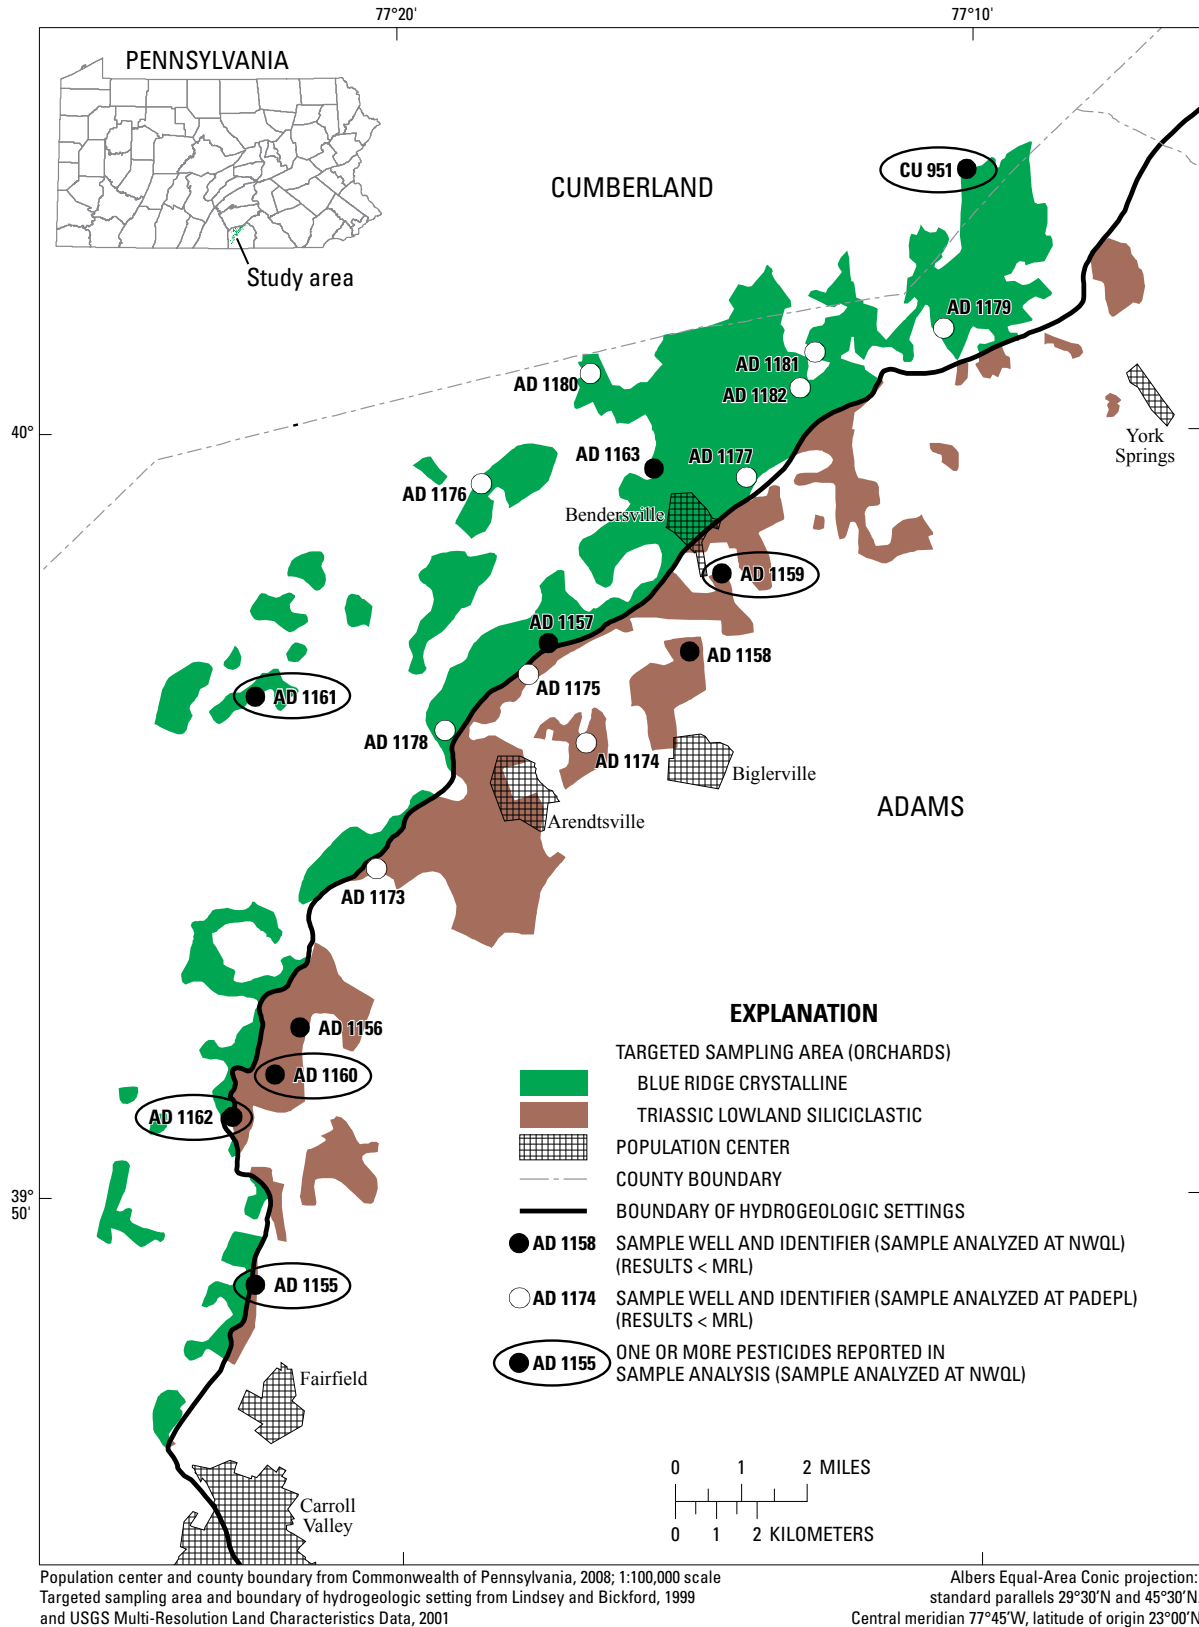 77°20'
77°10'
PENNSYLVANIA
Study area
CUMBERLAND
CU 951
AD 1179
AD 1181
AD 1180
AD 1182
40°
York
Springs
AD 1163
AD 1177
AD 1176
Bendersville
AD 1159
AD 1157
AD 1158
AD 1175
AD 1161
AD 1178
AD 1174
Biglerville
ADAMS
Arendtsville
AD 1173
AD 1156
AD 1160
AD 1162
39°
50'
AD 1155
Fairfield
Carroll
Valley
EXPLANATION
TARGETED SAMPLING AREA (ORCHARDS)
BLUE RIDGE CRYSTALLINE
TRIASSIC LOWLAND SILICICLASTIC
POPULATION CENTER
COUNTY BOUNDARY
BOUNDARY OF HYDROGEOLOGIC SETTINGS
AD 1158 SAMPLE WELL AND IDENTIFIER (SAMPLE ANALYZED AT NWQL)
(RESULTS < MRL)
AD 1174 SAMPLE WELL AND IDENTIFIER (SAMPLE ANALYZED AT PADEPL)
(RESULTS < MRL)
AD 1155 ONE OR MORE PESTICIDES REPORTED IN
SAMPLE ANALYSIS (SAMPLE ANALYZED AT NWQL)
0 1 2 MILES
0 1 2 KILOMETERS
Population center and county boundary from Commonwealth of Pennsylvania, 2008; 1:100,000 scale
Targeted sampling area and boundary of hydrogeologic setting from Lindsey and Bickford, 1999
and USGS Multi-Resolution Land Characteristics Data, 2001
Albers Equal-Area Conic projection:
standard parallels 29°30'N and 45°30'N,
Central meridian 77°45'W, latitude of origin 23°00'N